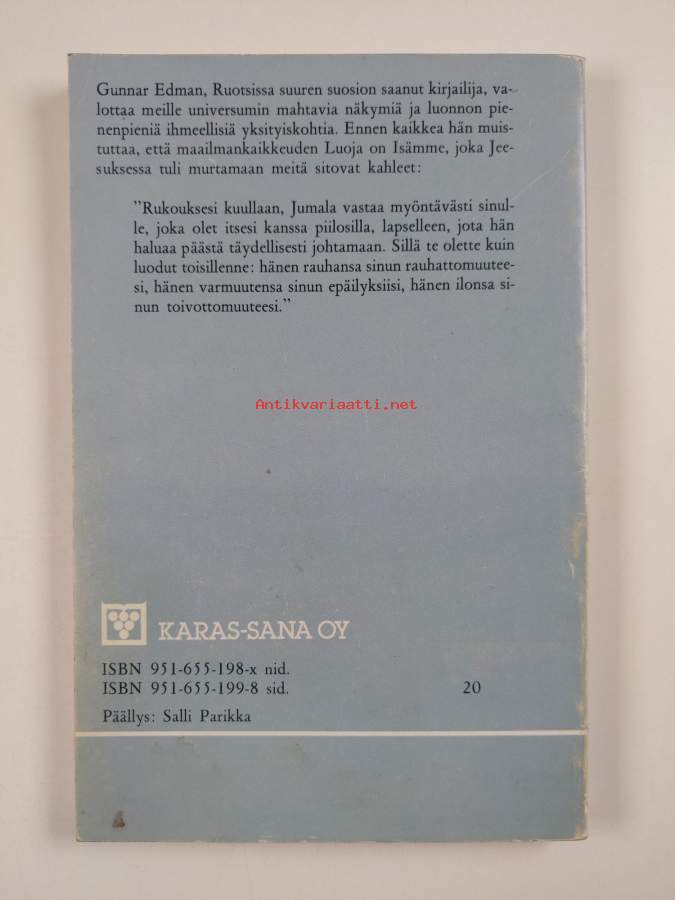 Gunnar Edman, Ruotsissa suuren suosion saanut kirjailija, va-
lottaa meille universumin mahtavia näkymiä ja luonnon pie-
nenpieniä ihmeellisiä yksityiskohtia. Ennen kaikkea hän muis-
tuttaa, että maailmankaikkeuden Luoja on Isämme, joka Jee-
suksessa tuli murtamaan meitä sitovat kahleet:
”Rukouksesi kuullaan, Jumala vastaa myöntävästi sinul-
le, joka olet itsesi kanssa piilosilla, lapselleen, jota hän
haluaa päästä täydellisesti johtamaan. Sillä te olette kuin
luodut toisillenne: hänen rauhansa sinun rauhattomuutee-
si, hänen varmuutensa sinun epäilyksiisi, hänen ilonsa si-
nun toivottomuuteesi.”
Antikvariaatti.net
KARAS-SANA OY
ISBN 951-655-198-x nid.
ISBN 951-655-199-8 sid. 20
Päällys: Salli Parikka